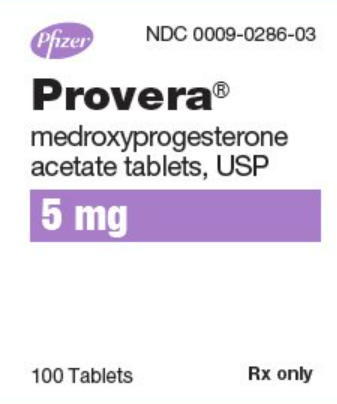 Pfizer
NDC 0009-0286-03
Provera®
medroxyprogesterone
acetate tablets, USP
5 mg
100 Tablets
Rx only